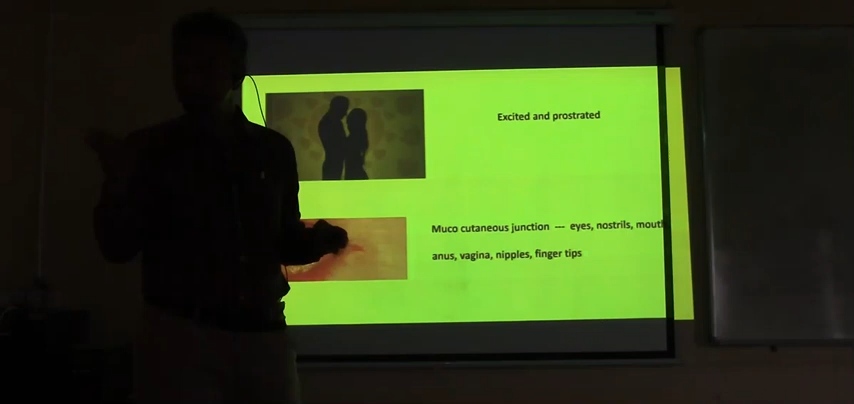 Excited and prostrated
Muco cutaneous junction --- eyes, nostrils, mouth
anus, vagina, nipples, finger tips